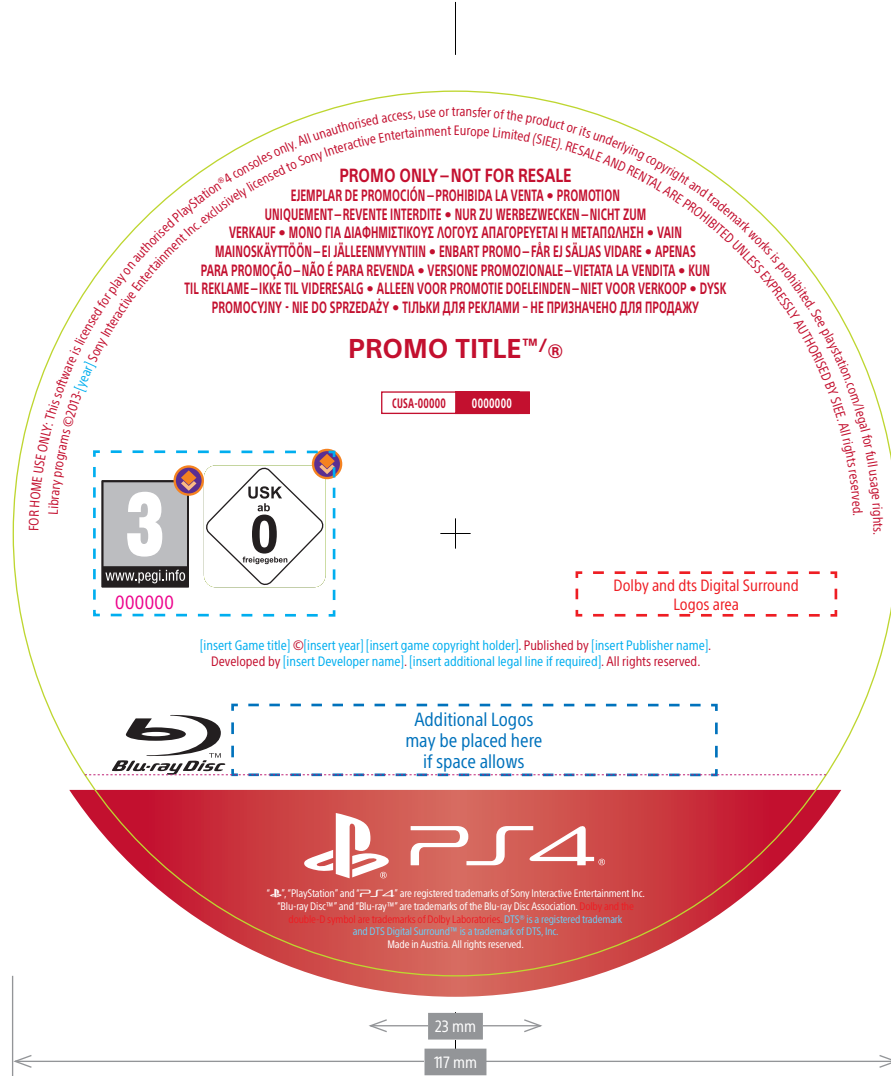 FOR HOME USE ONLY: This software is licensed for play on authorised PlayStation®4 consoles only. All unauthorised access, use or transfer of the product or its underlying copyright and trademark works is prohibited. See playstation.com/legal for full usage rights.
Library programs ©2013-[year] Sony Interactive Entertainment Inc. exclusively licensed to Sony Interactive Entertainment Europe Limited (SIEE). RESALE AND RENTAL ARE PROHIBITED UNLESS EXPRESSLY AUTHORISED BY SIEE. All rights reserved.
PROMO ONLY – NOT FOR RESALE
EJEMPLAR DE PROMOCIÓN – PROHIBIDA LA VENTA • PROMOTION
UNIQUEMENT – REVENTE INTERDITE • NUR ZU WERBEZWECKEN – NICHT ZUM
VERKAUF • ΜΟΝΟ ΓΙΑ ΔΙΑΦΗΜΙΣΤΙΚΟΥΣ ΛΟΓΟΥΣ ΑΠΑΓΟΡΕΥΕΤΑΙ Η ΜΕΤΑΠΩΛΗΣΗ • VAIN
MAINOSKÄYTTÖÖN – EI JÄLLEENMYYNTIIN • ENBART PROMO – FÅR EJ SÄLJAS VIDARE • APENAS
PARA PROMOÇÃO – NÃO É PARA REVENDA • VERSIONE PROMOZIONALE – VIETATA LA VENDITA • KUN
TIL REKLAME – IKKE TIL VIDERESALG • ALLEEN VOOR PROMOTIE DOELEINDEN – NIET VOOR VERKOOP • DYSK
PROMOCYJNY - NIE DO SPRZEDAŻY • ТІЛЬКИ ДЛЯ РЕКЛАМИ – НЕ ПРИЗНАЧЕНО ДЛЯ ПРОДАЖУ
PROMO TITLE™/®
CUSA-00000 0000000
3
www.pegi.info
000000
USK
ab
0
freigegeben
Dolby and dts Digital Surround
Logos area
[insert Game title] ©[insert year] [insert game copyright holder]. Published by [insert Publisher name].
Developed by [insert Developer name]. [insert additional legal line if required]. All rights reserved.
Blu-ray Disc™
Additional Logos
may be placed here
if space allows
PS4®
"", "PlayStation" and "PS4" are registered trademarks of Sony Interactive Entertainment Inc.
"Blu-ray Disc™" and "Blu-ray™" are trademarks of the Blu-ray Disc Association. Dolby and the
double-D symbol are trademarks of Dolby Laboratories. DTS® is a registered trademark
and DTS Digital Surround™ is a trademark of DTS, Inc.
Made in Austria. All rights reserved.
23 mm
117 mm